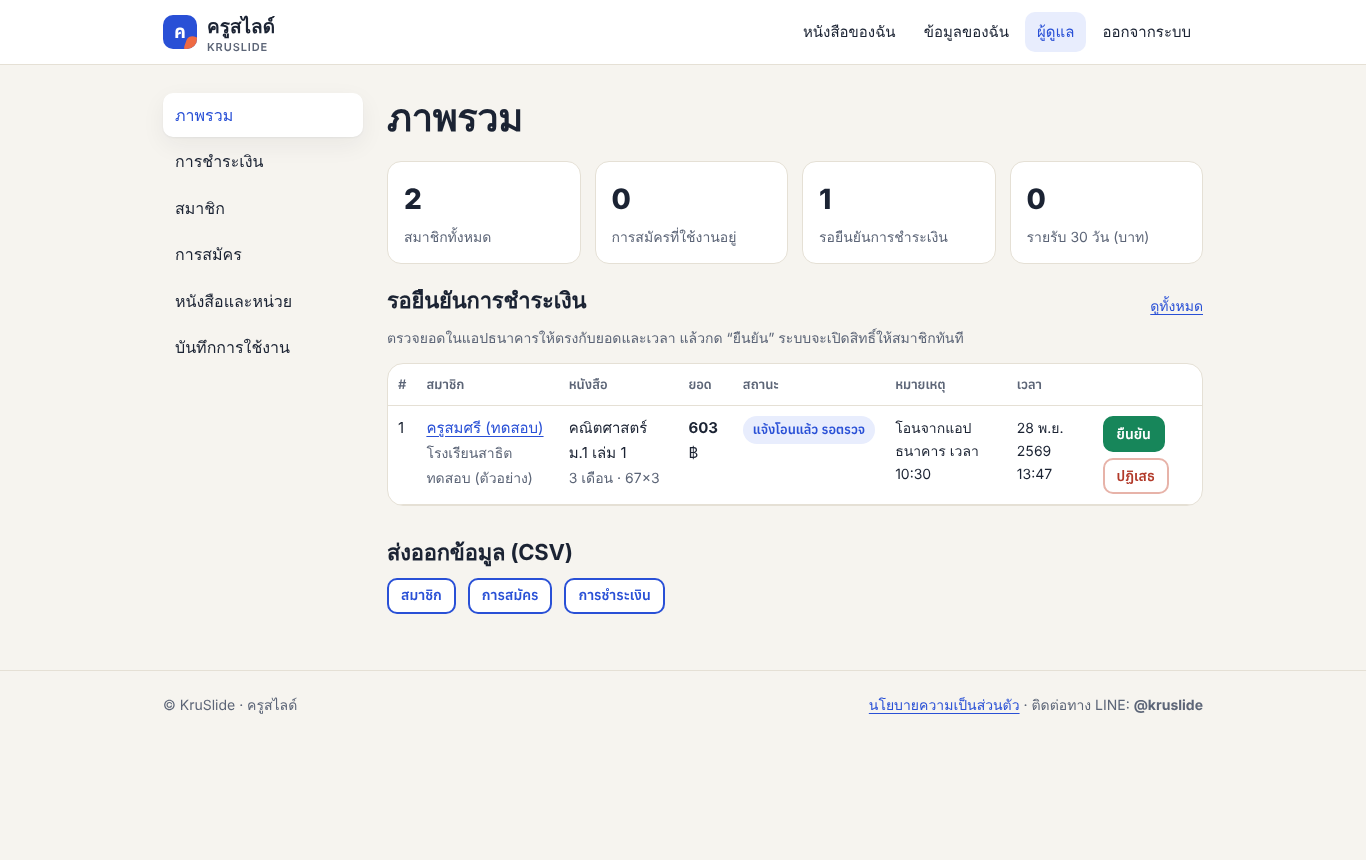 ค
ครูสไลด์
KRUSLIDE
หนังสือของฉัน
ข้อมูลของฉัน
ผู้ดูแล
ออกจากระบบ
ภาพรวม
การชำระเงิน
สมาชิก
การสมัคร
หนังสือและหน่วย
บันทึกการใช้งาน
ภาพรวม
2
สมาชิกทั้งหมด
0
การสมัครที่ใช้งานอยู่
1
รอยืนยันการชำระเงิน
0
รายรับ 30 วัน (บาท)
รอยืนยันการชำระเงิน
ดูทั้งหมด
ตรวจยอดในแอปธนาคารให้ตรงกับยอดและเวลา แล้วกด “ยืนยัน” ระบบจะเปิดสิทธิ์ให้สมาชิกทันที
# สมาชิก หนังสือ ยอด สถานะ หมายเหตุ เวลา
1
ครูสมศรี (ทดสอบ)
โรงเรียนสาธิต
ทดสอบ (ตัวอย่าง)
คณิตศาสตร์
ม.1 เล่ม 1
3 เดือน · 67×3
603
฿
แจ้งโอนแล้ว รอตรวจ
โอนจากแอป
ธนาคาร เวลา
10:30
28 พ.ย.
2569
13:47
ยืนยัน
ปฏิเสธ
ส่งออกข้อมูล (CSV)
สมาชิก
การสมัคร
การชำระเงิน
© KruSlide · ครูสไลด์
นโยบายความเป็นส่วนตัว · ติดต่อทาง LINE: @kruslide